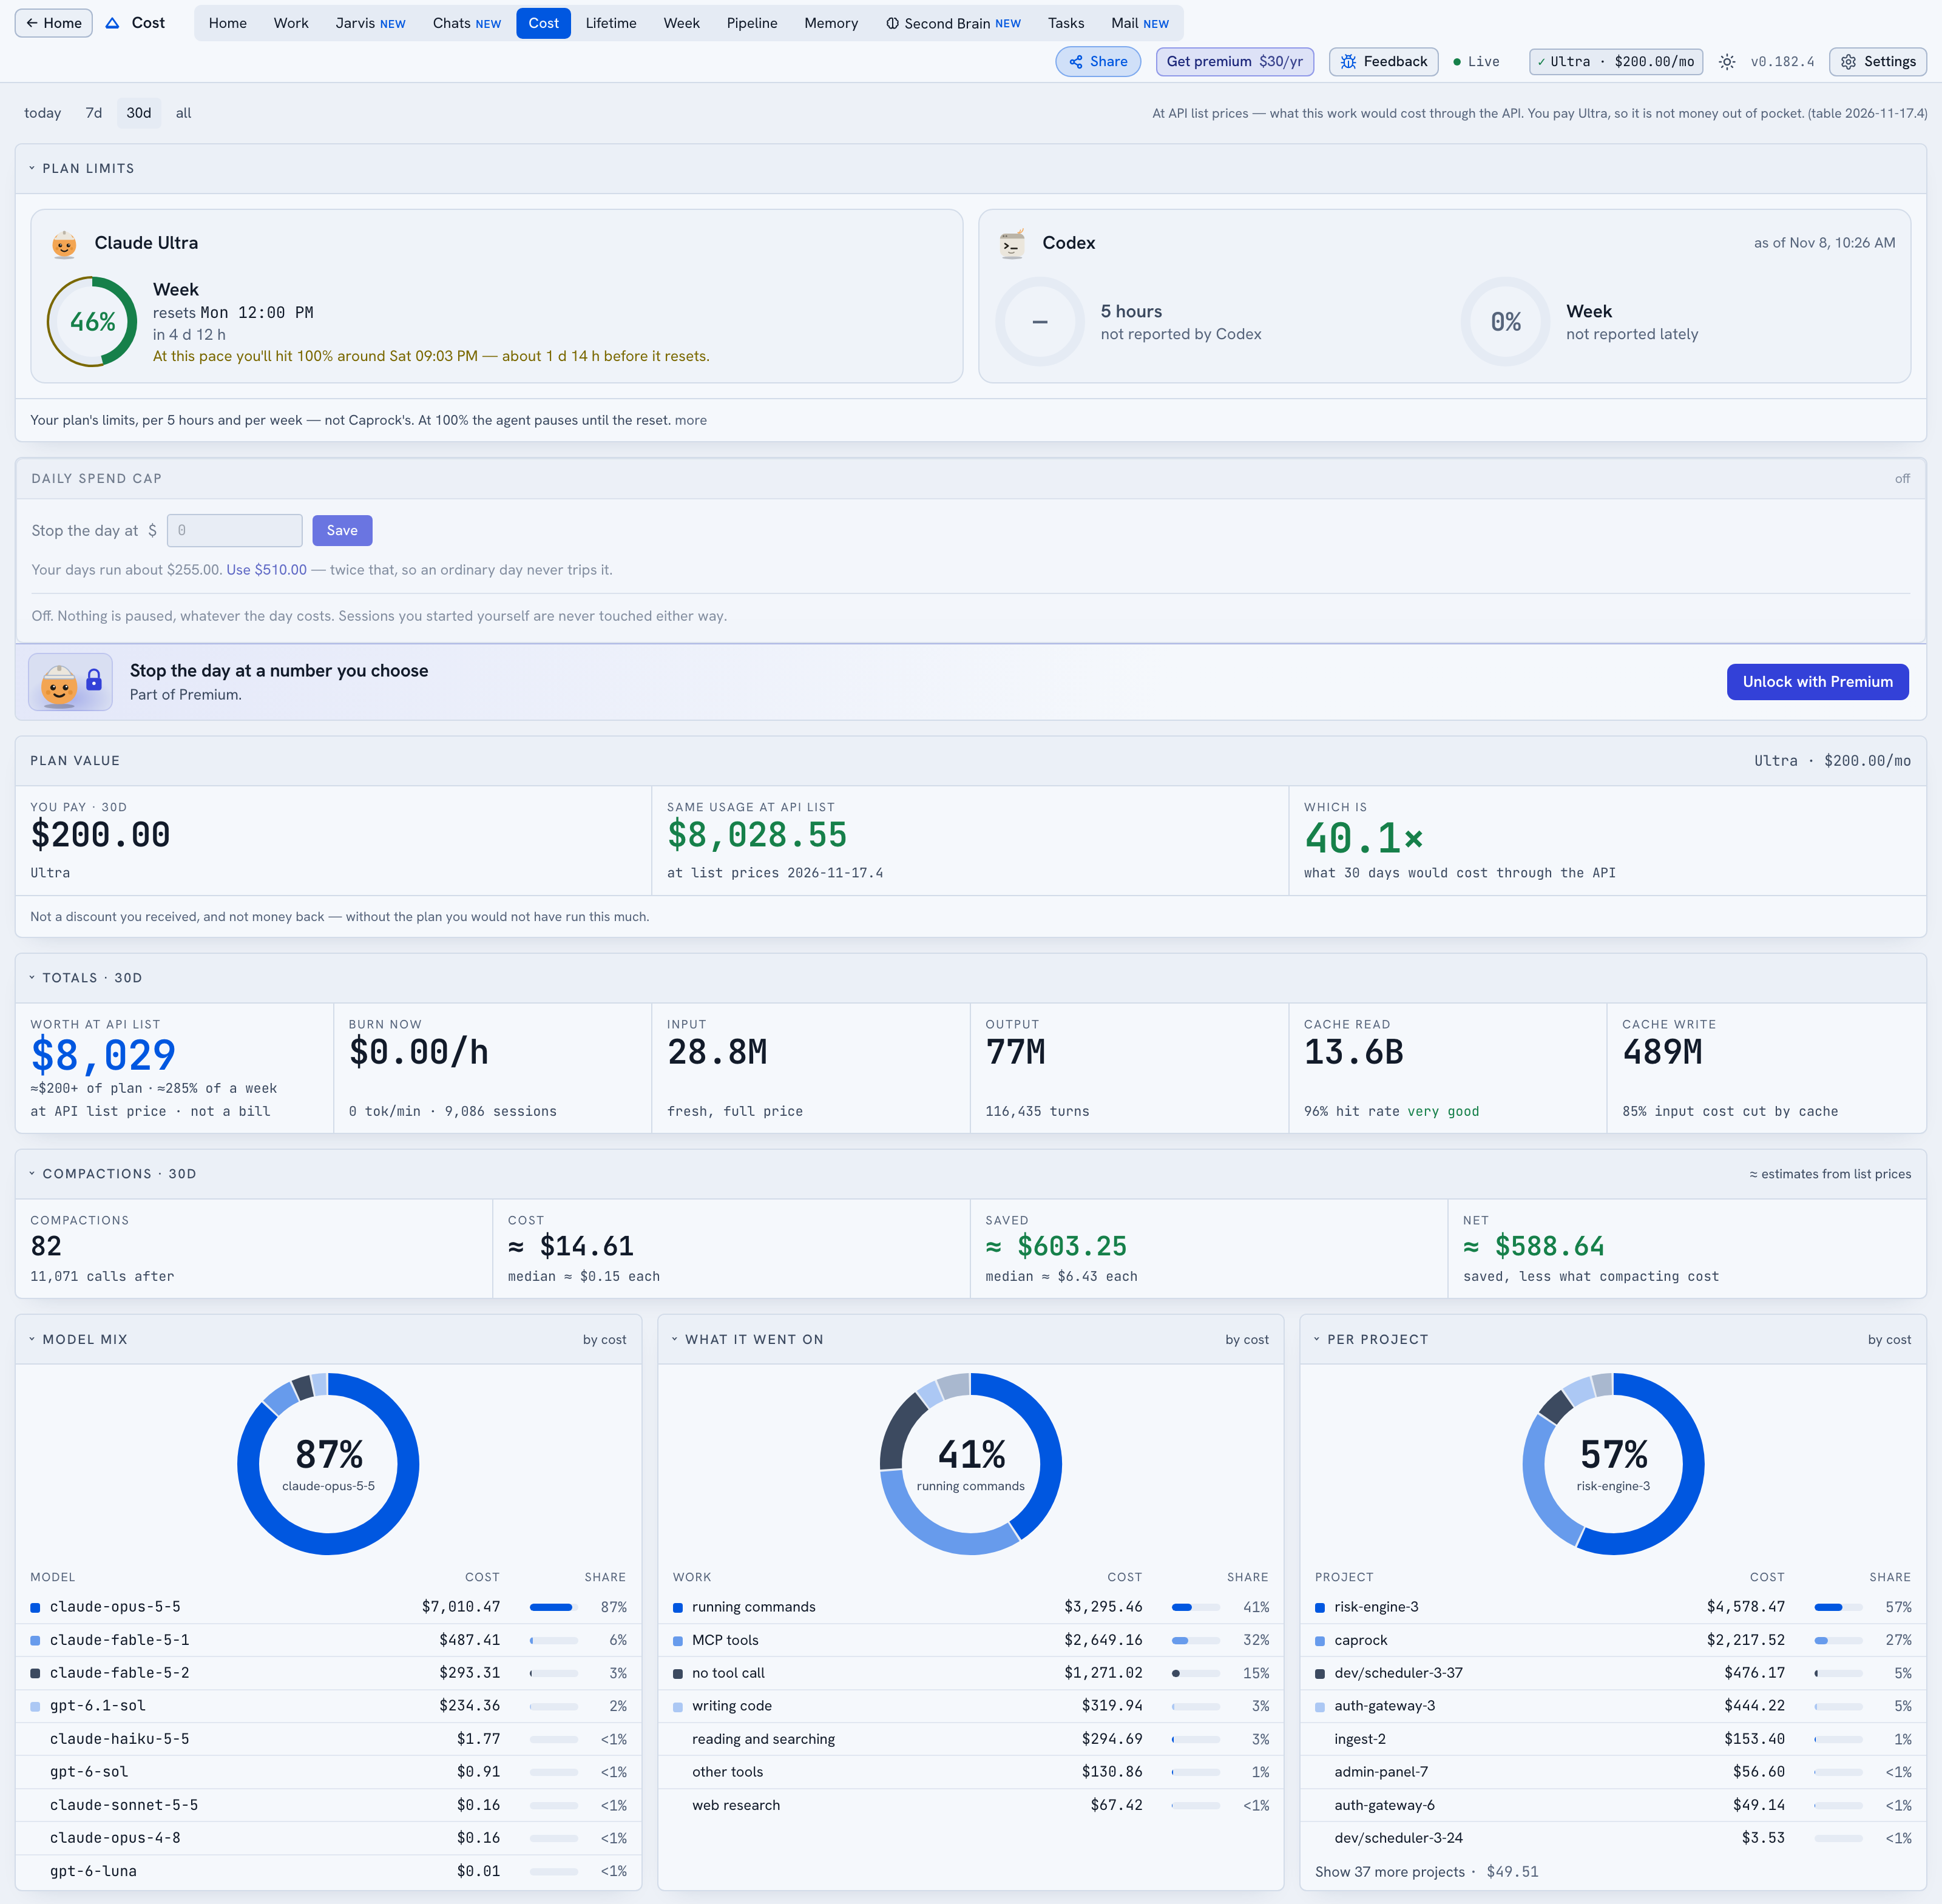 ← Home
Cost
Home Work Jarvis NEW Chats NEW Cost Lifetime Week Pipeline Memory Second Brain NEW Tasks Mail NEW
Share Get premium $30/yr Feedback Live ✓ Ultra · $200.00/mo v0.182.4 Settings
today 7d 30d all
At API list prices — what this work would cost through the API. You pay Ultra, so it is not money out of pocket. (table 2026-11-17.4)
PLAN LIMITS
Claude Ultra
46%
Week
resets Mon 12:00 PM
in 4 d 12 h
At this pace you'll hit 100% around Sat 09:03 PM — about 1 d 14 h before it resets.
Codex
as of Nov 8, 10:26 AM
—
5 hours
not reported by Codex
0%
Week
not reported lately
Your plan's limits, per 5 hours and per week — not Caprock's. At 100% the agent pauses until the reset. more
DAILY SPEND CAP
off
Stop the day at $ 0 Save
Your days run about $255.00. Use $510.00 — twice that, so an ordinary day never trips it.
Off. Nothing is paused, whatever the day costs. Sessions you started yourself are never touched either way.
Stop the day at a number you choose
Part of Premium.
Unlock with Premium
PLAN VALUE
Ultra · $200.00/mo
YOU PAY · 30D
$200.00
Ultra
SAME USAGE AT API LIST
$8,028.55
at list prices 2026-11-17.4
WHICH IS
40.1×
what 30 days would cost through the API
Not a discount you received, and not money back — without the plan you would not have run this much.
TOTALS · 30D
WORTH AT API LIST
$8,029
≈$200+ of plan · ≈285% of a week
at API list price · not a bill
BURN NOW
$0.00/h
0 tok/min · 9,086 sessions
INPUT
28.8M
fresh, full price
OUTPUT
77M
116,435 turns
CACHE READ
13.6B
96% hit rate very good
CACHE WRITE
489M
85% input cost cut by cache
COMPACTIONS · 30D
≈ estimates from list prices
COMPACTIONS
82
11,071 calls after
COST
≈ $14.61
median ≈ $0.15 each
SAVED
≈ $603.25
median ≈ $6.43 each
NET
≈ $588.64
saved, less what compacting cost
MODEL MIX
by cost
87%
claude-opus-5-5
MODEL COST SHARE
claude-opus-5-5 $7,010.47 87%
claude-fable-5-1 $487.41 6%
claude-fable-5-2 $293.31 3%
gpt-6.1-sol $234.36 2%
claude-haiku-5-5 $1.77 <1%
gpt-6-sol $0.91 <1%
claude-sonnet-5-5 $0.16 <1%
claude-opus-4-8 $0.16 <1%
gpt-6-luna $0.01 <1%
WHAT IT WENT ON
by cost
41%
running commands
WORK COST SHARE
running commands $3,295.46 41%
MCP tools $2,649.16 32%
no tool call $1,271.02 15%
writing code $319.94 3%
reading and searching $294.69 3%
other tools $130.86 1%
web research $67.42 <1%
PER PROJECT
by cost
57%
risk-engine-3
PROJECT COST SHARE
risk-engine-3 $4,578.47 57%
caprock $2,217.52 27%
dev/scheduler-3-37 $476.17 5%
auth-gateway-3 $444.22 5%
ingest-2 $153.40 1%
admin-panel-7 $56.60 <1%
auth-gateway-6 $49.14 <1%
dev/scheduler-3-24 $3.53 <1%
Show 37 more projects · $49.51